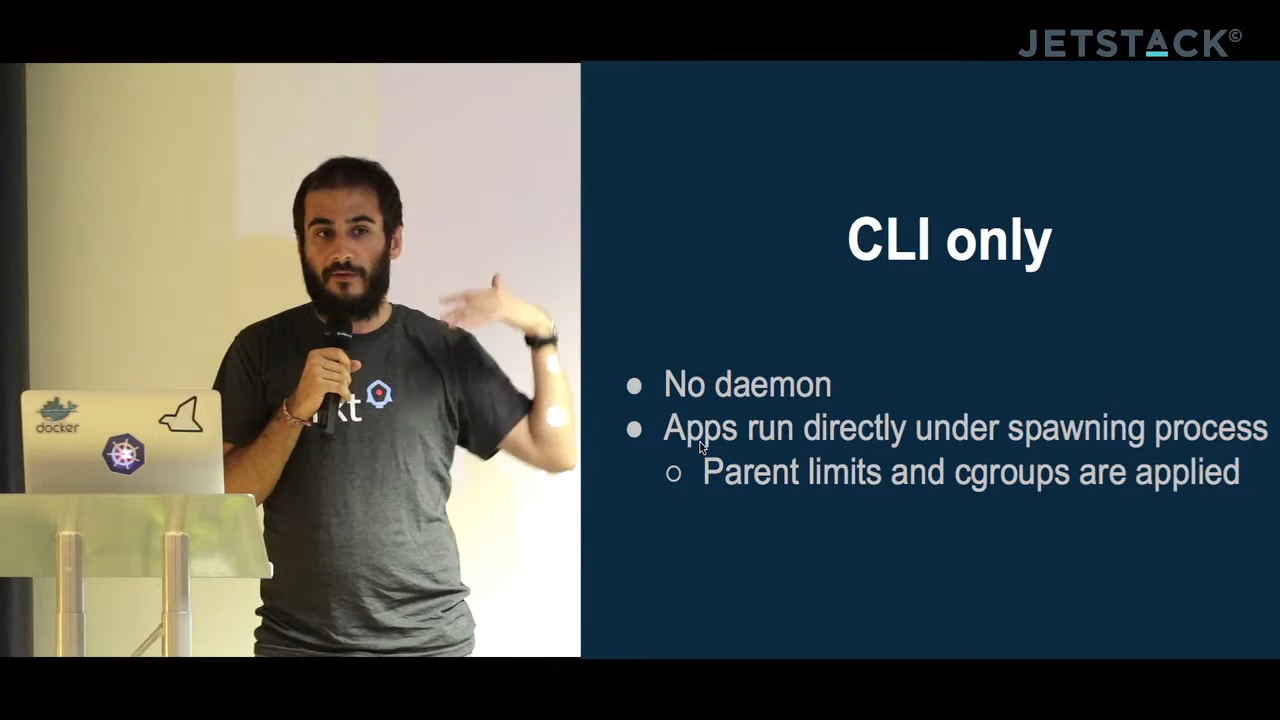 JETSTACK©
CLI only
● No daemon
● Apps run directly under spawning process
○ Parent limits and cgroups are applied
docker
kt